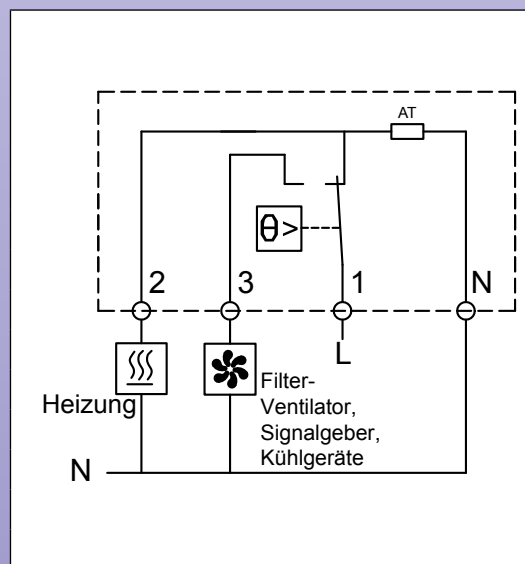 AT
θ>
2 3 1 N
L
Heizung
Filter-
Ventilator,
Signalgeber,
Kühlgeräte
N